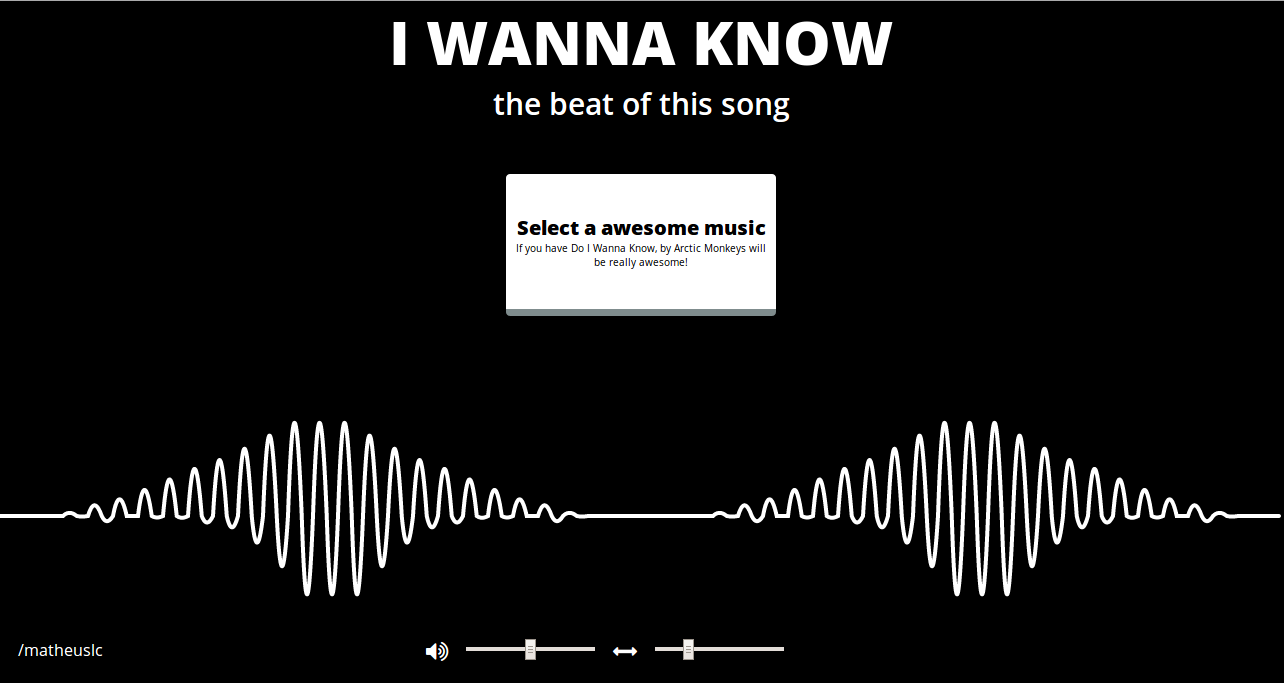 I WANNA KNOW
the beat of this song
Select a awesome music
If you have Do I Wanna Know, by Arctic Monkeys will
be really awesome!
/matheuslc